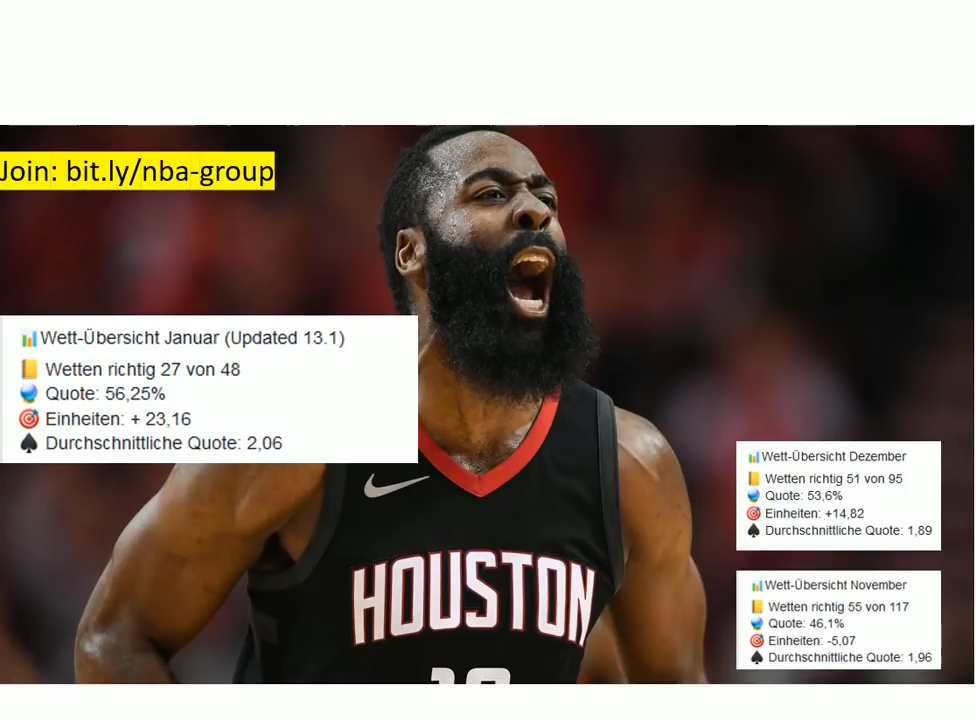 Join: bit.ly/nba-group
Wett-Übersicht Januar (Updated 13.1)
Wetten richtig 27 von 48
Quote: 56,25%
Einheiten: + 23,16
Durchschnittliche Quote: 2,06
HOUSTON
Wett-Übersicht Dezember
Wetten richtig 51 von 95
Quote: 53,6%
Einheiten: +14,82
Durchschnittliche Quote: 1,89
Wett-Übersicht November
Wetten richtig 55 von 117
Quote: 46,1%
Einheiten: -5,07
Durchschnittliche Quote: 1,96